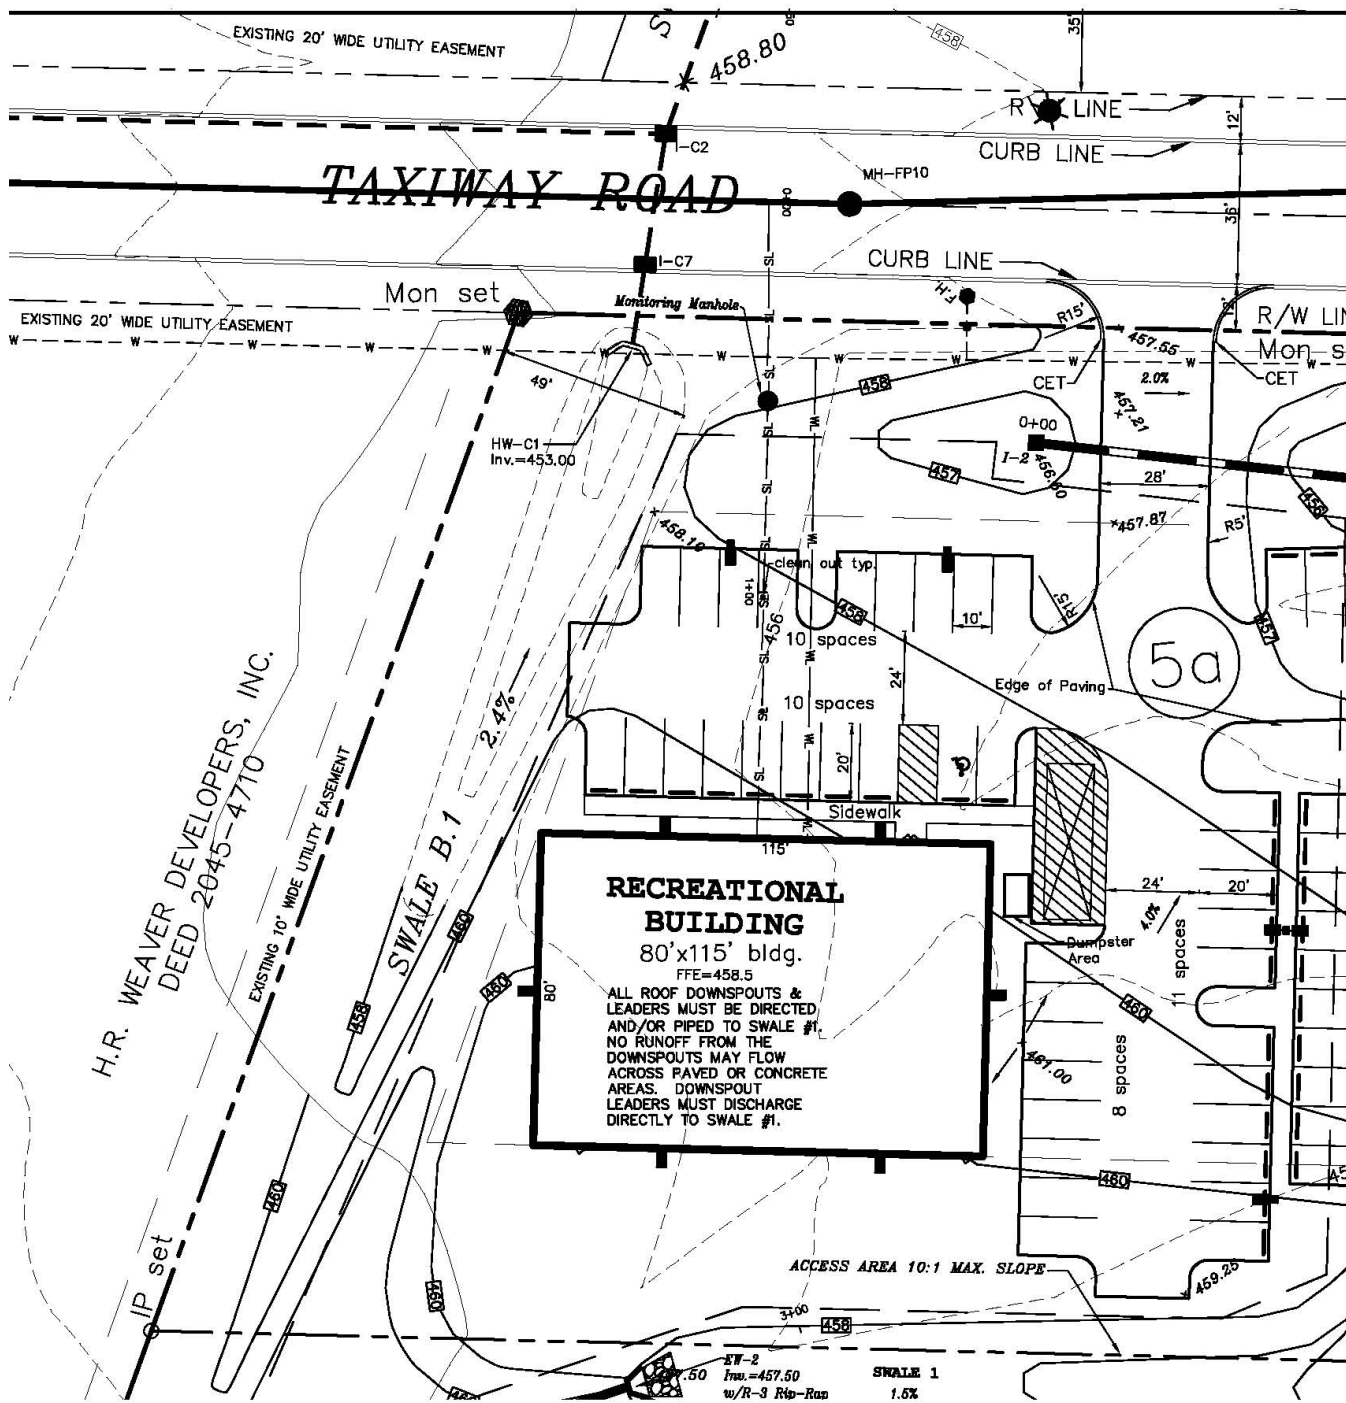 EXISTING 20' WIDE UTILITY EASEMENT
458.80
458
35'
R LINE
12'
I-C2
CURB LINE
TAXIWAY ROAD
MH-FP10
0+00
36'
SL
I-C7
CURB LINE
Mon set
Monitoring Manhole
F.H.
R15'
R/W LIN
EXISTING 20' WIDE UTILITY EASEMENT
457.55
Mon s
W W W W W W W W W W
49'
458
CET
2.0%
CET
457.21
0+00
HW-C1
Inv.=453.00
I-2
457
456.60
28'
456
458.19
457.87
R5'
clean out typ.
1+00
456
458
10'
R15'
457
10 spaces
24'
5a
Edge of Paving
10 spaces
2.4%
20'
H.R. WEAVER DEVELOPERS, INC.
DEED 2045-4710
EXISTING 10' WIDE UTILITY EASEMENT
SWALE B.1
Sidewalk
115'
RECREATIONAL
BUILDING
80'x115' bldg.
FFE=458.5
ALL ROOF DOWNSPOUTS &
LEADERS MUST BE DIRECTED
AND/OR PIPED TO SWALE #1.
NO RUNOFF FROM THE
DOWNSPOUTS MAY FLOW
ACROSS PAVED OR CONCRETE
AREAS. DOWNSPOUT
LEADERS MUST DISCHARGE
DIRECTLY TO SWALE #1.
80'
24'
20'
4.0%
11 spaces
Dumpster
Area
460
460
458
460
461.00
8 spaces
460
460
IP set
ACCESS AREA 10:1 MAX. SLOPE
459.25
460
3+00
458
EW-2
Inv.=457.50
w/R-3 Rip-Rap
SWALE 1
1.5%